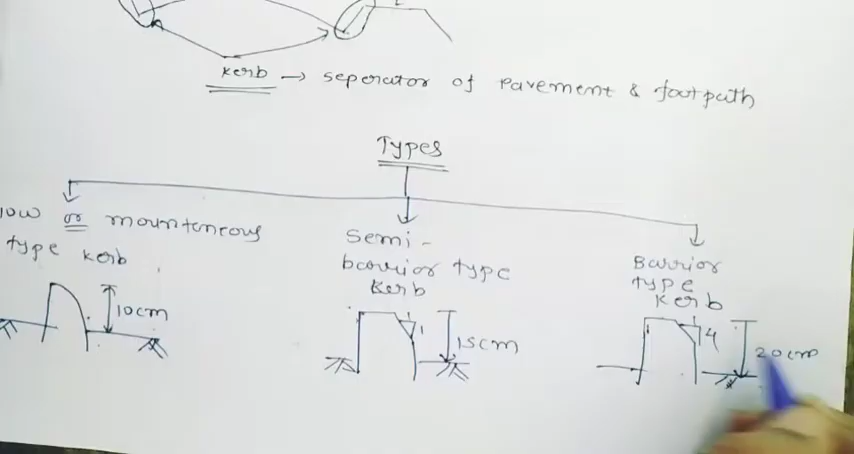 kerb → seperator of pavement & footpath
Types
low or mounteneous
type kerb
10cm
Semi-
barrior type
kerb
1
15cm
Barrior
type
kerb
4
20cm